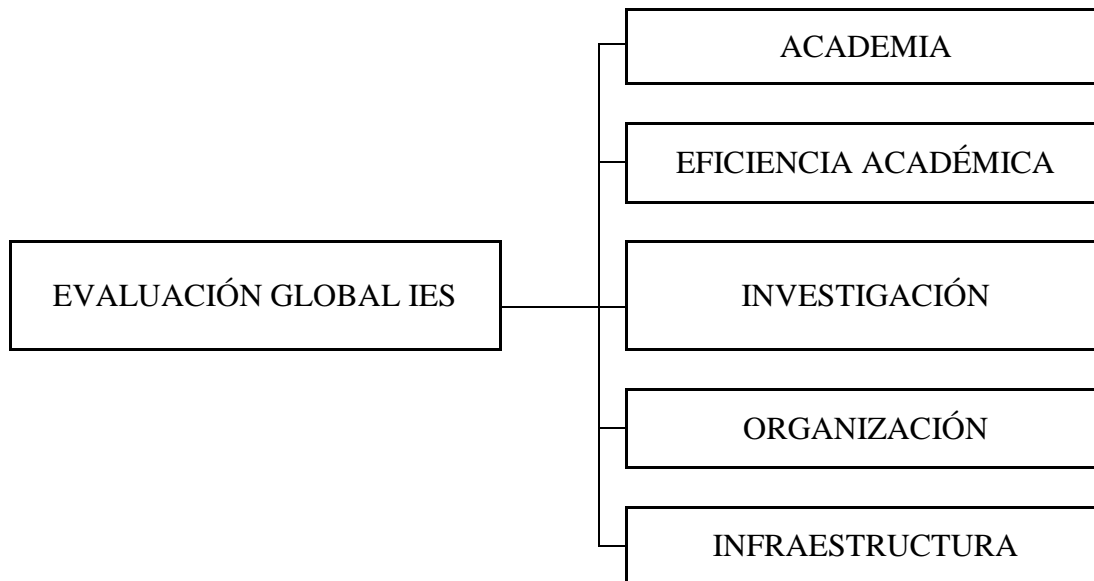 ACADEMIA
EFICIENCIA ACADÉMICA
EVALUACIÓN GLOBAL IES
INVESTIGACIÓN
ORGANIZACIÓN
INFRAESTRUCTURA